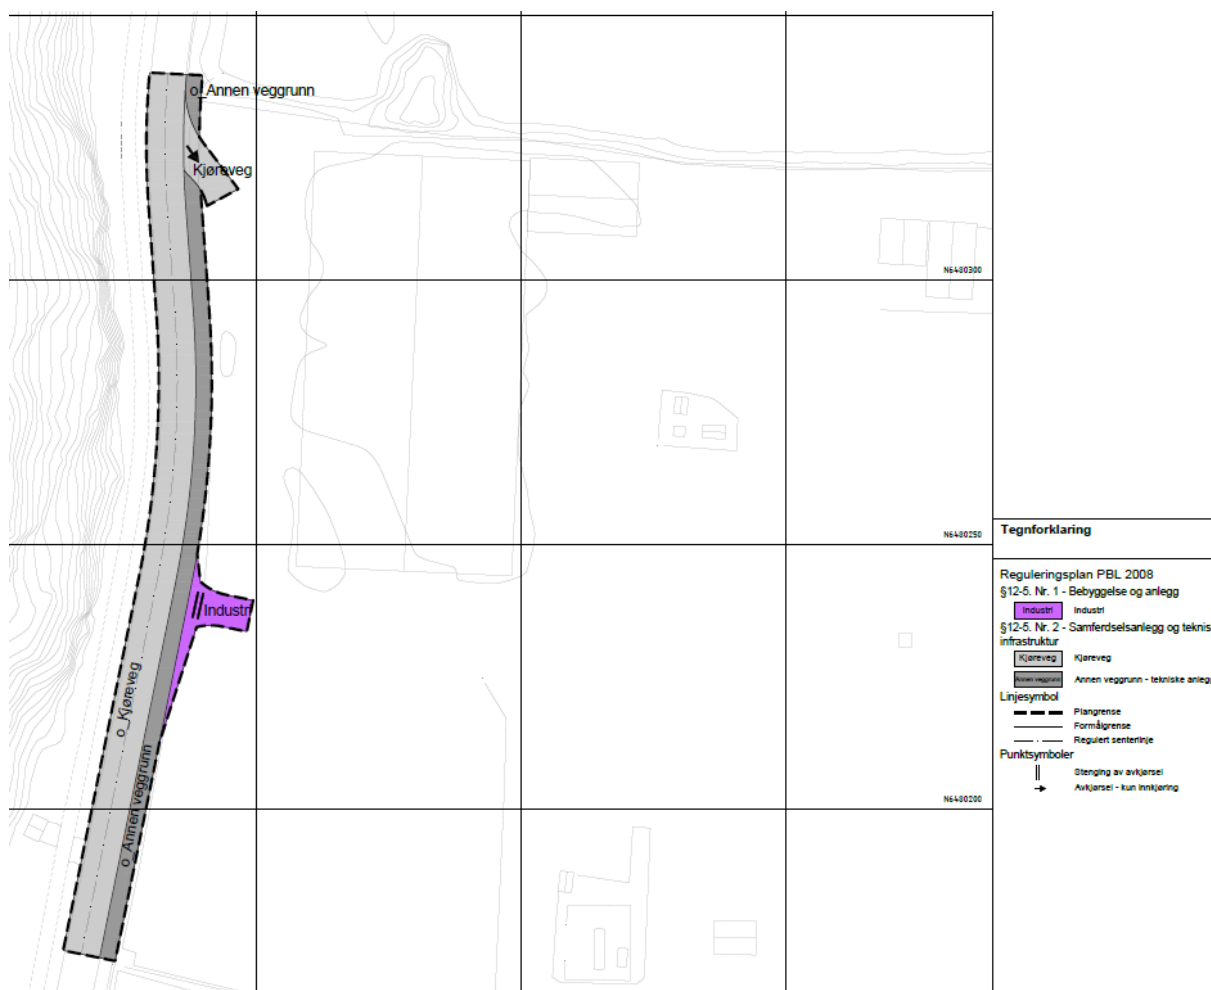 o_Annen veggrunn
Kjøreveg
N6480300
N6480250
Industri
o_Kjøreveg
o_Annen veggrunn
N6480200
Tegnforklaring
Reguleringsplan PBL 2008
§12-5. Nr. 1 - Bebyggelse og anlegg
Industri Industri
§12-5. Nr. 2 - Samferdselsanlegg og teknis
infrastruktur
Kjøreveg Kjøreveg
Annen veggrunn Annen veggrunn - tekniske anleg
Linjesymbol
Plangrense
Formålgrense
Regulert senterlinje
Punktsymboler
Stenging av avkjørsel
Avkjørsel - kun innkjøring